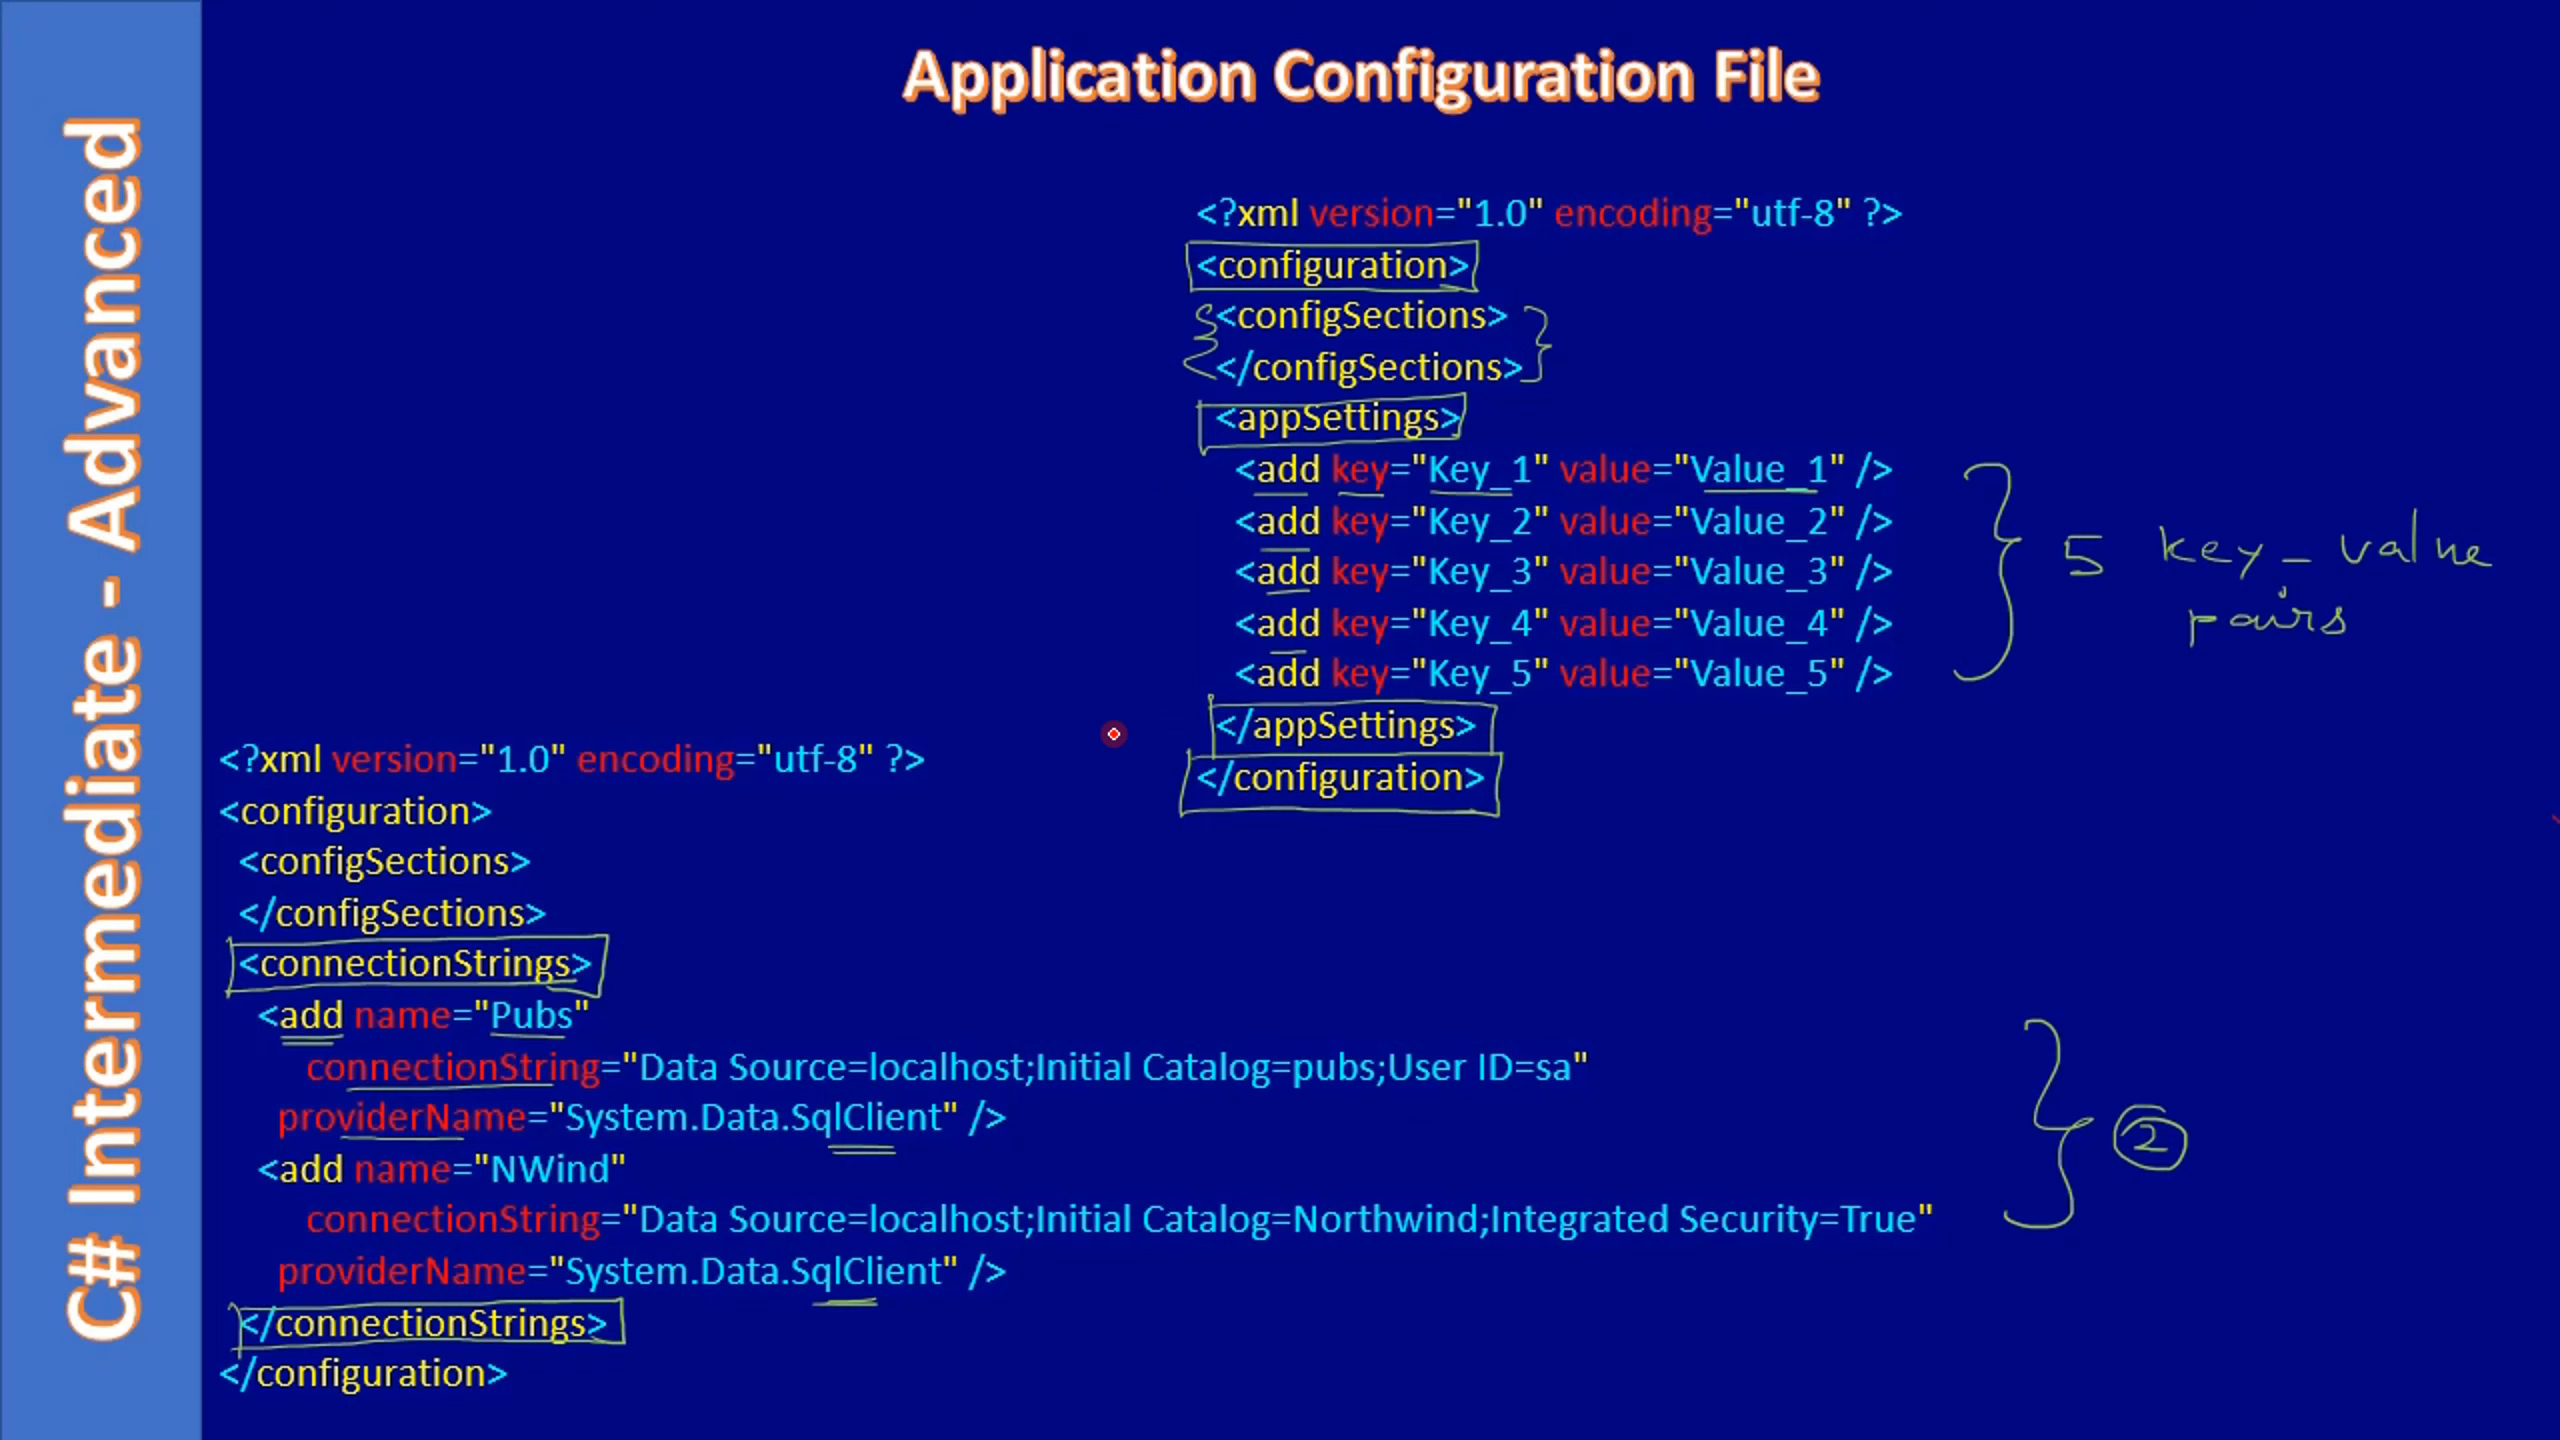 C# Intermediate - Advanced
Application Configuration File
<?xml version="1.0" encoding="utf-8" ?>
<configuration>
<configSections>
</configSections>
<appSettings>
<add key="Key_1" value="Value_1" />
<add key="Key_2" value="Value_2" />
<add key="Key_3" value="Value_3" />
<add key="Key_4" value="Value_4" />
<add key="Key_5" value="Value_5" />
</appSettings>
</configuration>
5 key-value
pairs
<?xml version="1.0" encoding="utf-8" ?>
<configuration>
<configSections>
</configSections>
<connectionStrings>
<add name="Pubs"
connectionString="Data Source=localhost;Initial Catalog=pubs;User ID=sa"
providerName="System.Data.SqlClient" />
<add name="NWind"
connectionString="Data Source=localhost;Initial Catalog=Northwind;Integrated Security=True"
providerName="System.Data.SqlClient" />
</connectionStrings>
</configuration>
2